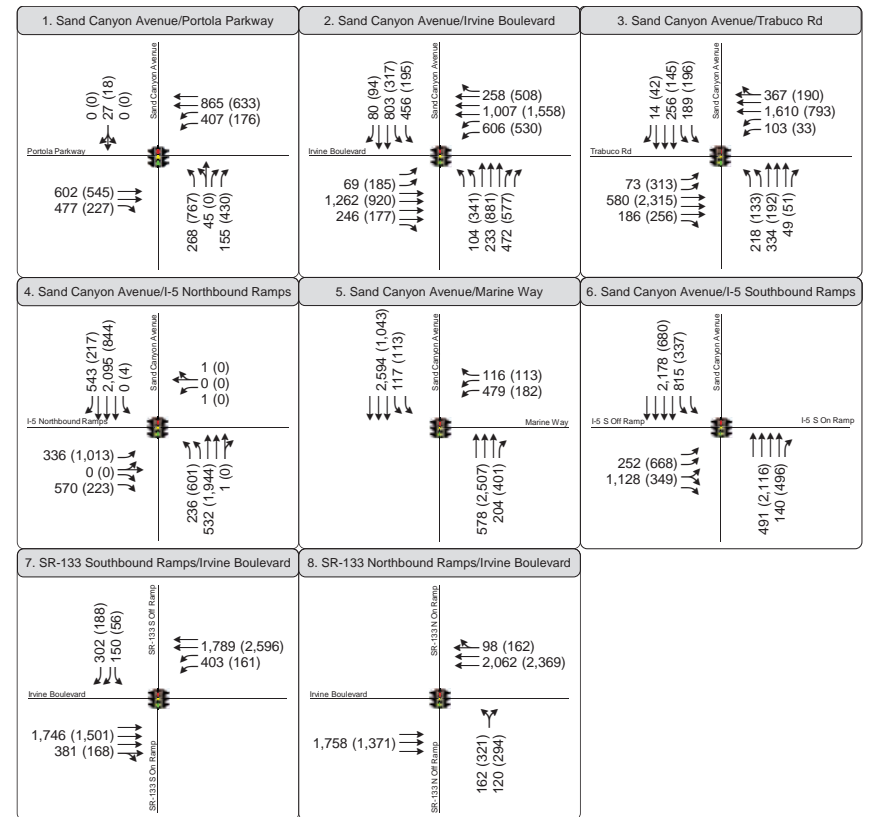 1. Sand Canyon Avenue/Portola Parkway
0 (0)
27 (18)
0 (0)
Sand Canyon Avenue
865 (633)
407 (176)
Portola Parkway
602 (545)
477 (227)
268 (767)
45 (0)
155 (430)
2. Sand Canyon Avenue/Irvine Boulevard
80 (94)
803 (317)
456 (195)
Sand Canyon Avenue
258 (508)
1,007 (1,558)
606 (530)
Irvine Boulevard
69 (185)
1,262 (920)
246 (177)
104 (341)
233 (881)
472 (577)
3. Sand Canyon Avenue/Trabuco Rd
14 (42)
256 (145)
189 (196)
Sand Canyon Avenue
367 (190)
1,610 (793)
103 (33)
Trabuco Rd
73 (313)
580 (2,315)
186 (256)
218 (133)
334 (192)
49 (51)
4. Sand Canyon Avenue/I-5 Northbound Ramps
543 (217)
2,095 (844)
0 (4)
Sand Canyon Avenue
1 (0)
0 (0)
1 (0)
I-5 Northbound Ramps
336 (1,013)
0 (0)
570 (223)
236 (601)
532 (1,944)
1 (0)
5. Sand Canyon Avenue/Marine Way
2,594 (1,043)
117 (113)
Sand Canyon Avenue
116 (113)
479 (182)
Marine Way
578 (2,507)
204 (401)
6. Sand Canyon Avenue/I-5 Southbound Ramps
2,178 (680)
815 (337)
Sand Canyon Avenue
I-5 S Off Ramp
I-5 S On Ramp
252 (668)
1,128 (349)
491 (2,116)
140 (496)
7. SR-133 Southbound Ramps/Irvine Boulevard
302 (188)
150 (56)
SR-133 S Off Ramp
1,789 (2,596)
403 (161)
Irvine Boulevard
1,746 (1,501)
381 (168)
SR-133 S On Ramp
8. SR-133 Northbound Ramps/Irvine Boulevard
SR-133 N On Ramp
98 (162)
2,062 (2,369)
Irvine Boulevard
1,758 (1,371)
SR-133 N Off Ramp
162 (321)
120 (294)